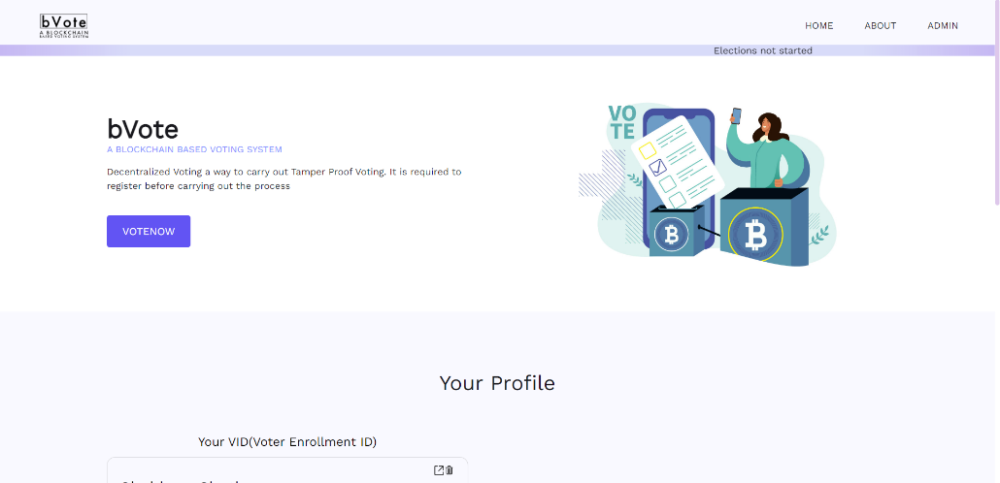 bVote
A BLOCKCHAIN
BASED VOTING SYSTEM
HOME
ABOUT
ADMIN
Elections not started
bVote
A BLOCKCHAIN BASED VOTING SYSTEM
Decentralized Voting a way to carry out Tamper Proof Voting. It is required to
register before carrying out the process
VOTENOW
VO
TE
Your Profile
Your VID(Voter Enrollment ID)